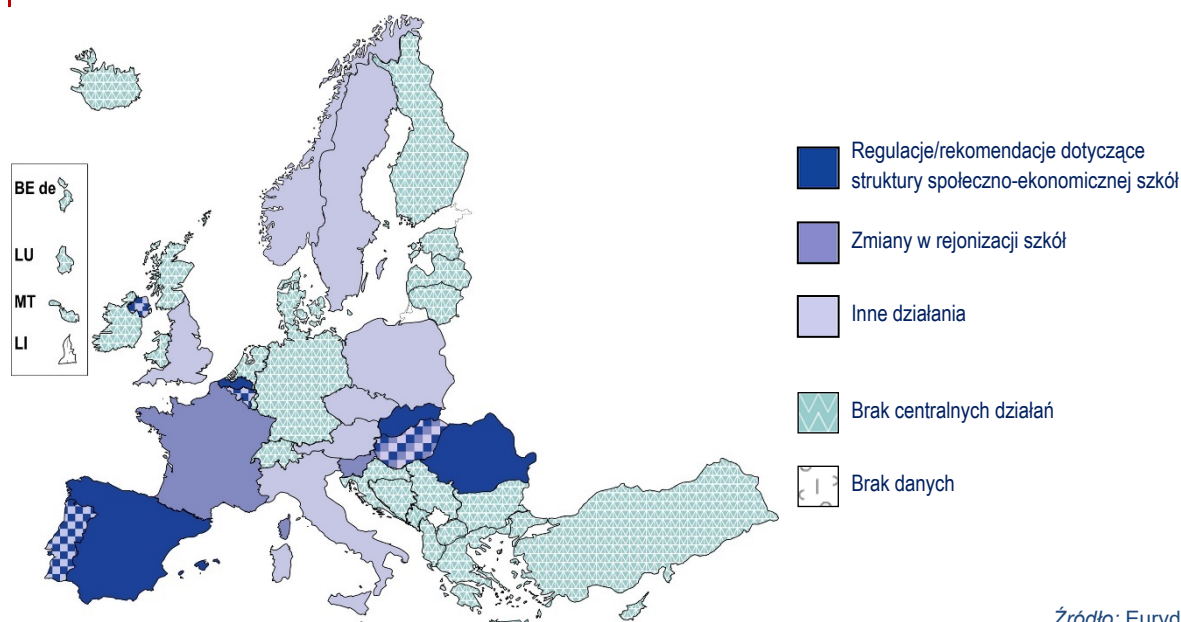 BE de
LU
MT
LI
Regulacje/rekomendacje dotyczące
struktury społeczno-ekonomicznej szkół
Zmiany w rejonizacji szkół
Inne działania
Brak centralnych działań
Brak danych
Źródło: Euryd